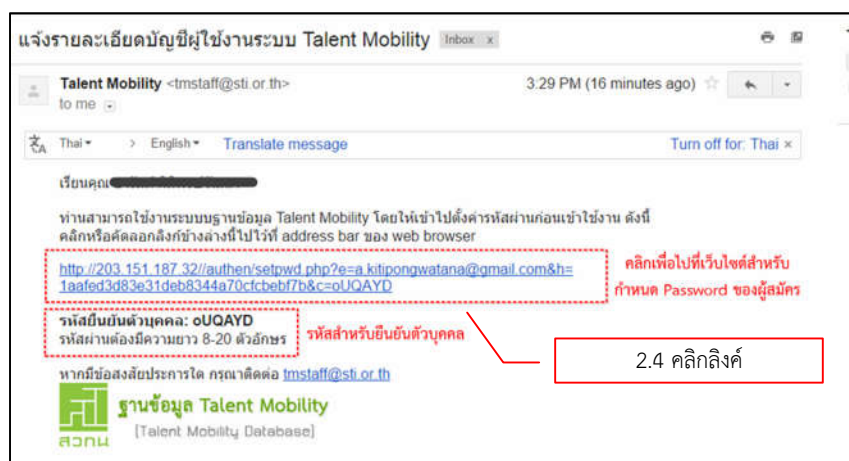 แจ้งรายละเอียดบัญชีผู้ใช้งานระบบ Talent Mobility Inbox x
Talent Mobility <tmstaff@sti.or.th> 3:29 PM (16 minutes ago)
to me
Thai > English Translate message Turn off for: Thai x
เรียนคุณ
ท่านสามารถใช้งานระบบบฐานข้อมูล Talent Mobility โดยให้เข้าไปตั้งค่ารหัสผ่านก่อนเข้าใช้งาน ดังนี้
คลิกหรือคัดลอกลิงก์ข้างล่างนี้ไปไว้ที่ address bar ของ web browser
http://203.151.187.32//authen/setpwd.php?e=a.kitipongwatana@gmail.com&h=
1aafed3d83e31deb8344a70cfcbebf7b&c=oUQAYD
คลิกเพื่อไปที่เว็บไซต์สำหรับ
กำหนด Password ของผู้สมัคร
รหัสยืนยันตัวบุคคล: oUQAYD
รหัสผ่านต้องมีความยาว 8-20 ตัวอักษร
รหัสสำหรับยืนยันตัวบุคคล
2.4 คลิกลิงค์
หากมีข้อสงสัยประการใด กรุณาติดต่อ tmstaff@sti.or.th
ฐานข้อมูล Talent Mobility
[Talent Mobility Database]
สวทน